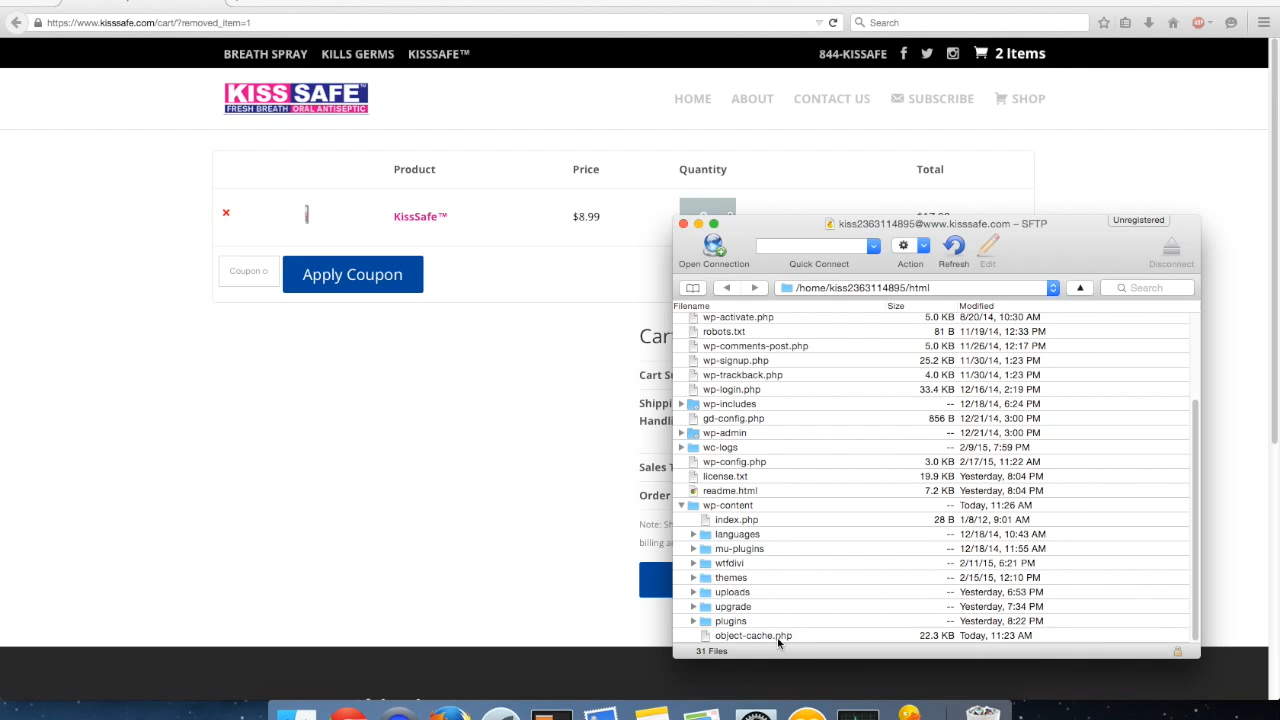 https://www.kisssafe.com/cart/?removed_item=1
Search
BREATH SPRAY KILLS GERMS KISSSAFE™
844-KISSAFE 2 Items
KISS SAFE™
FRESH BREATH ORAL ANTISEPTIC
HOME ABOUT CONTACT US SUBSCRIBE SHOP
Product Price Quantity Total
KissSafe™ $8.99
Apply Coupon
Coupon
Note:
kiss2363114895@www.kisssafe.com – SFTP
Unregistered
Open Connection Quick Connect Action Refresh Edit Disconnect
/home/kiss2363114895/html
Search
Filename Size Modified
wp-activate.php 5.0 KB 8/20/14, 10:30 AM
robots.txt 81 B 11/19/14, 12:33 PM
wp-comments-post.php 5.0 KB 11/26/14, 12:17 PM
wp-signup.php 25.2 KB 11/30/14, 1:23 PM
wp-trackback.php 4.0 KB 11/30/14, 1:23 PM
wp-login.php 33.4 KB 12/16/14, 2:19 PM
wp-includes -- 12/18/14, 6:24 PM
gd-config.php 856 B 12/21/14, 3:00 PM
wp-admin -- 12/21/14, 3:00 PM
wc-logs -- 2/9/15, 7:59 PM
wp-config.php 3.0 KB 2/17/15, 11:22 AM
license.txt 19.9 KB Yesterday, 8:04 PM
readme.html 7.2 KB Yesterday, 8:04 PM
wp-content -- Today, 11:26 AM
index.php 28 B 1/8/12, 9:01 AM
languages -- 12/18/14, 10:43 AM
mu-plugins -- 12/18/14, 11:55 AM
wtfdivi -- 2/11/15, 6:21 PM
themes -- 2/15/15, 12:10 PM
uploads -- Yesterday, 6:53 PM
upgrade -- Yesterday, 7:34 PM
plugins -- Yesterday, 8:22 PM
object-cache.php 22.3 KB Today, 11:23 AM
31 Files